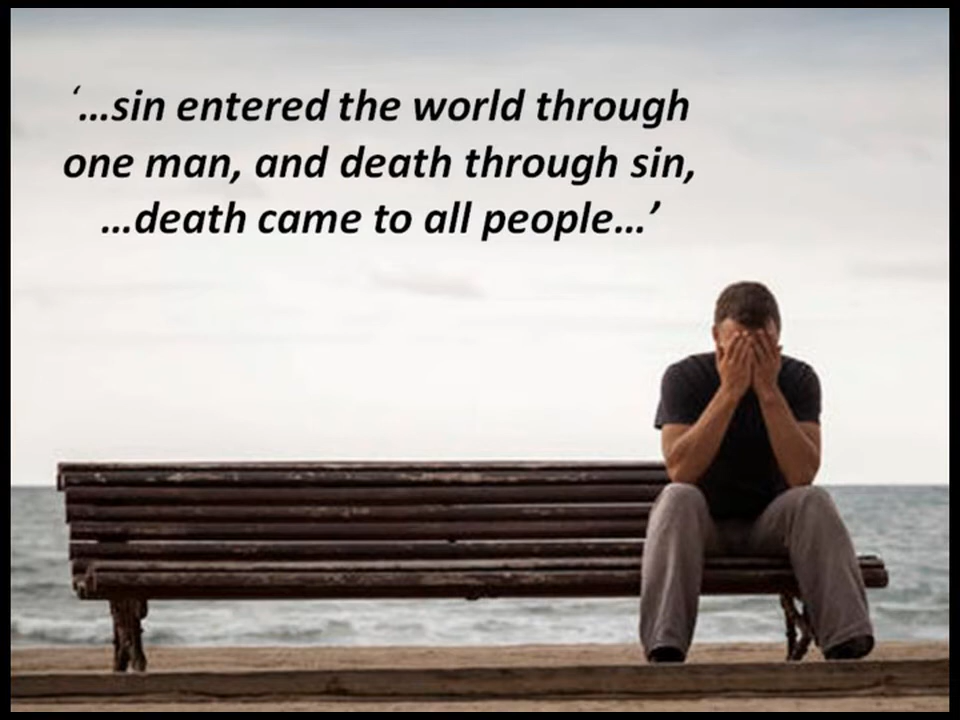 ‘…sin entered the world through
one man, and death through sin,
…death came to all people…’